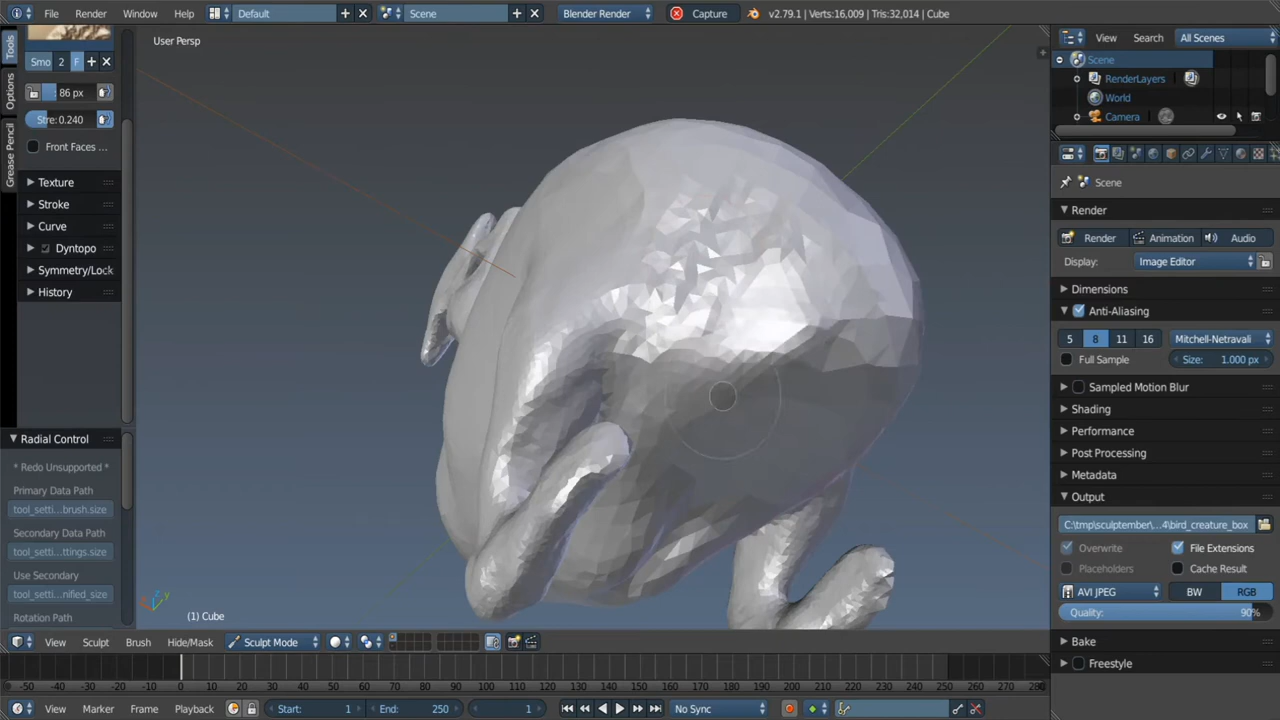 File Render Window Help Default Scene Blender Render Capture v2.79.1 | Verts:16,009 | Tris:32,014 | Cube
Tools
Options
Grease Pencil
Smo 2 F
86 px
Stre: 0.240
Front Faces ...
Texture
Stroke
Curve
Dyntopo
Symmetry/Lock
History
Radial Control
* Redo Unsupported *
Primary Data Path
tool_setti...brush.size
Secondary Data Path
tool_setti...ttings.size
Use Secondary
tool_setti...nified_size
Rotation Path
User Persp
(1) Cube
View Sculpt Brush Hide/Mask Sculpt Mode
-50 -40 -30 -20 -10 0 10 20 30 40 50 60 70 80 90 100 110 120 130 140 150 160 170 180 190 200 210 220 230 240 250 260 270 280
View Marker Frame Playback Start: 1 End: 250 1 No Sync
View Search All Scenes
Scene
RenderLayers
World
Camera
Scene
Render
Render Animation Audio
Display: Image Editor
Dimensions
Anti-Aliasing
5 8 11 16 Mitchell-Netravali
Full Sample Size: 1.000 px
Sampled Motion Blur
Shading
Performance
Post Processing
Metadata
Output
C:\tmp\sculptember\...4\bird_creature_box
Overwrite File Extensions
Placeholders Cache Result
AVI JPEG BW RGB
Quality: 90%
Bake
Freestyle